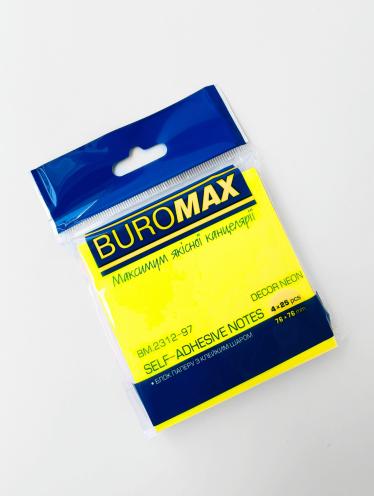 BUROMAX
Максимум якісної канцелярії
DECOR NEON
BM.2312-97
4×25 pcs
SELF-ADHESIVE NOTES
76×76 mm
• БЛОК ПАПЕРУ З КЛЕЙКИМ ШАРОМ